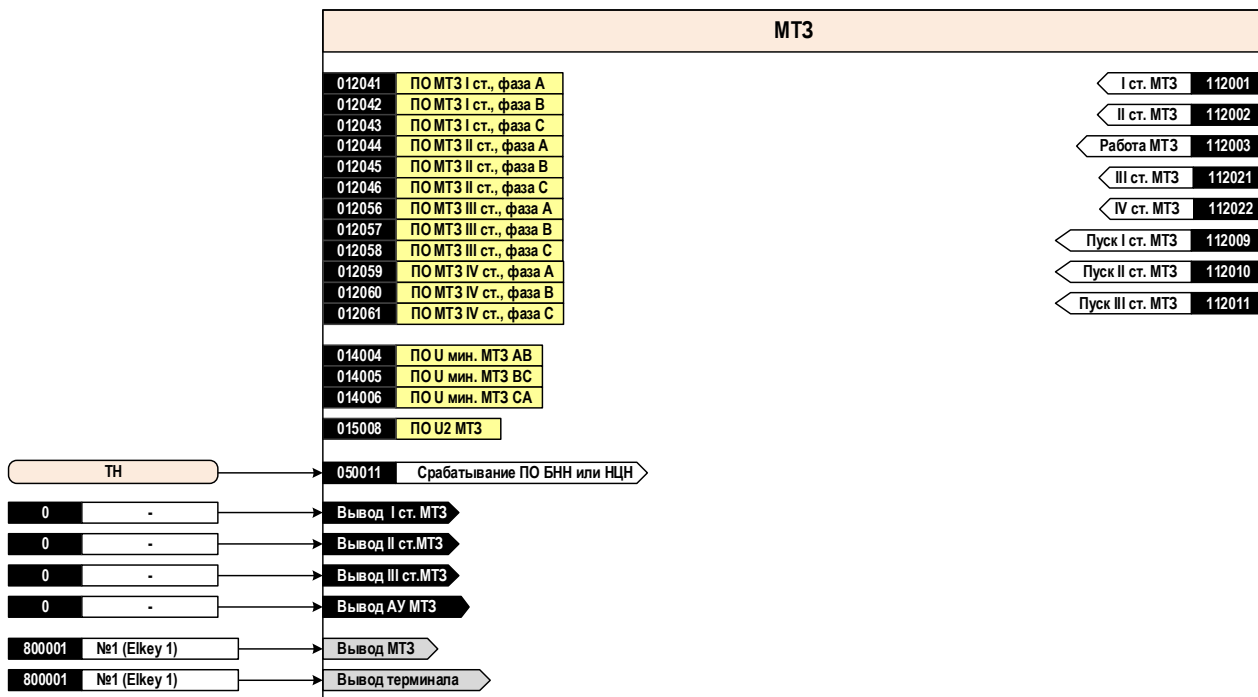 МТЗ
012041 ПО МТЗ I ст., фаза А
012042 ПО МТЗ I ст., фаза В
012043 ПО МТЗ I ст., фаза С
012044 ПО МТЗ II ст., фаза А
012045 ПО МТЗ II ст., фаза В
012046 ПО МТЗ II ст., фаза С
012056 ПО МТЗ III ст., фаза А
012057 ПО МТЗ III ст., фаза В
012058 ПО МТЗ III ст., фаза С
012059 ПО МТЗ IV ст., фаза А
012060 ПО МТЗ IV ст., фаза В
012061 ПО МТЗ IV ст., фаза С
014004 ПО U мин. МТЗ АВ
014005 ПО U мин. МТЗ ВС
014006 ПО U мин. МТЗ СА
015008 ПО U2 МТЗ
ТН
050011 Срабатывание ПО БНН или НЦН
0 - Вывод I ст. МТЗ
0 - Вывод II ст.МТЗ
0 - Вывод III ст.МТЗ
0 - Вывод АУ МТЗ
800001 №1 (Elkey 1) Вывод МТЗ
800001 №1 (Elkey 1) Вывод терминала
I ст. МТЗ 112001
II ст. МТЗ 112002
Работа МТЗ 112003
III ст. МТЗ 112021
IV ст. МТЗ 112022
Пуск I ст. МТЗ 112009
Пуск II ст. МТЗ 112010
Пуск III ст. МТЗ 112011